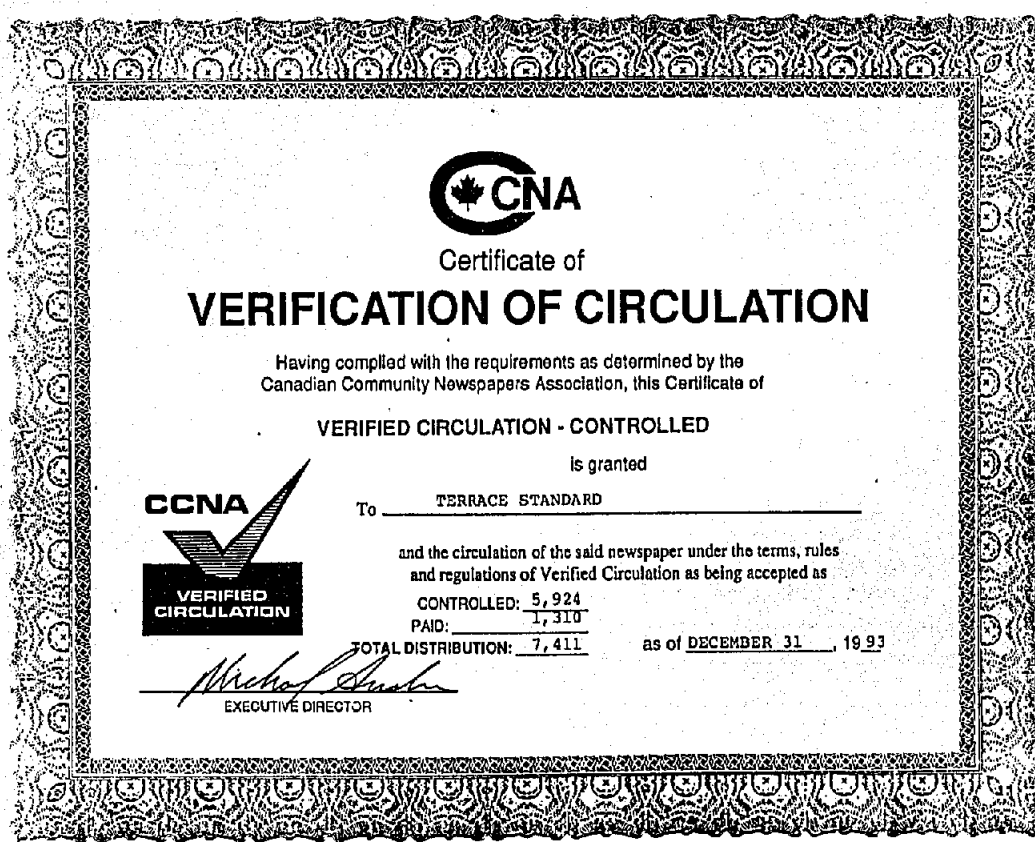 CCNA
Certificate of
VERIFICATION OF CIRCULATION
Having complied with the requirements as determined by the
Canadian Community Newspapers Association, this Certificate of
VERIFIED CIRCULATION - CONTROLLED
is granted
CCNA
VERIFIED
CIRCULATION
To TERRACE STANDARD
and the circulation of the said newspaper under the terms, rules
and regulations of Verified Circulation as being accepted as
CONTROLLED: 5,924
PAID: 1,310
TOTAL DISTRIBUTION: 7,411 as of DECEMBER 31, 1993
EXECUTIVE DIRECTOR